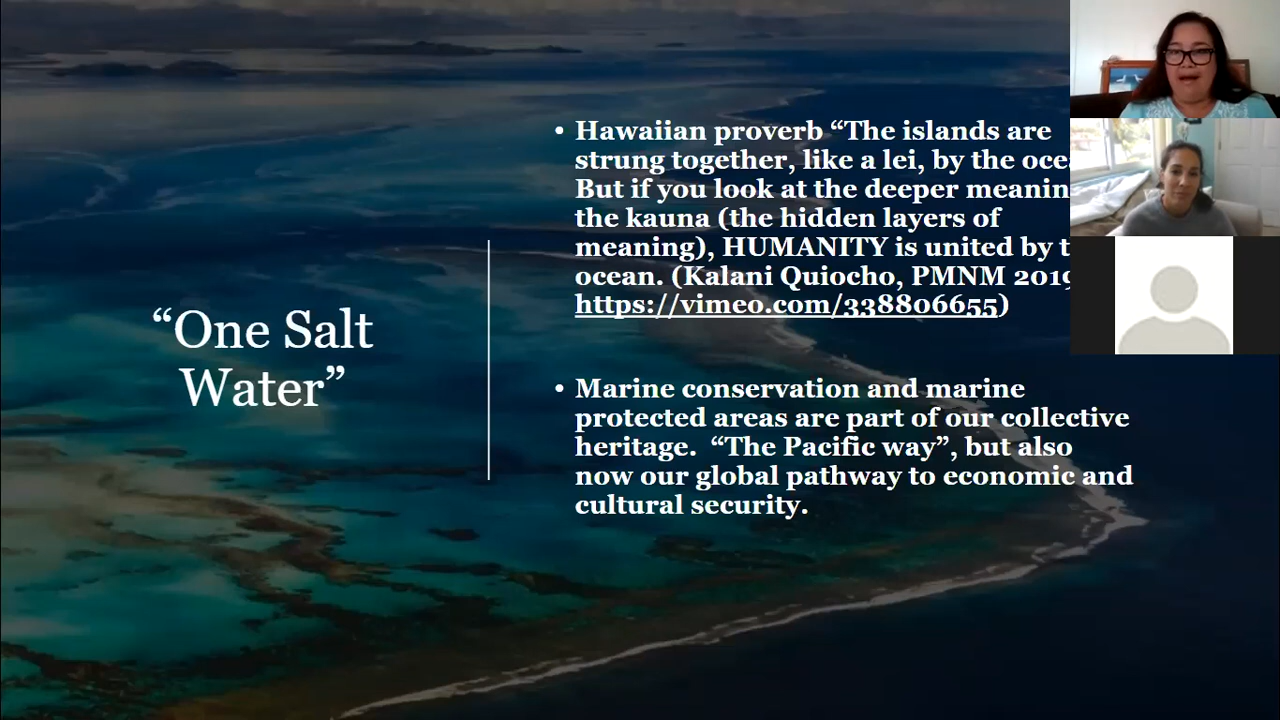 “One Salt
Water”
• Hawaiian proverb “The islands are
strung together, like a lei, by the
But if you look at the deeper
the kauna (the hidden layers of
meaning), HUMANITY is united by
ocean. (Kalani Quiocho, PMNM 2019
https://vimeo.com/338806655)
• Marine conservation and marine
protected areas are part of our collective
heritage. “The Pacific way”, but also
now our global pathway to economic and
cultural security.